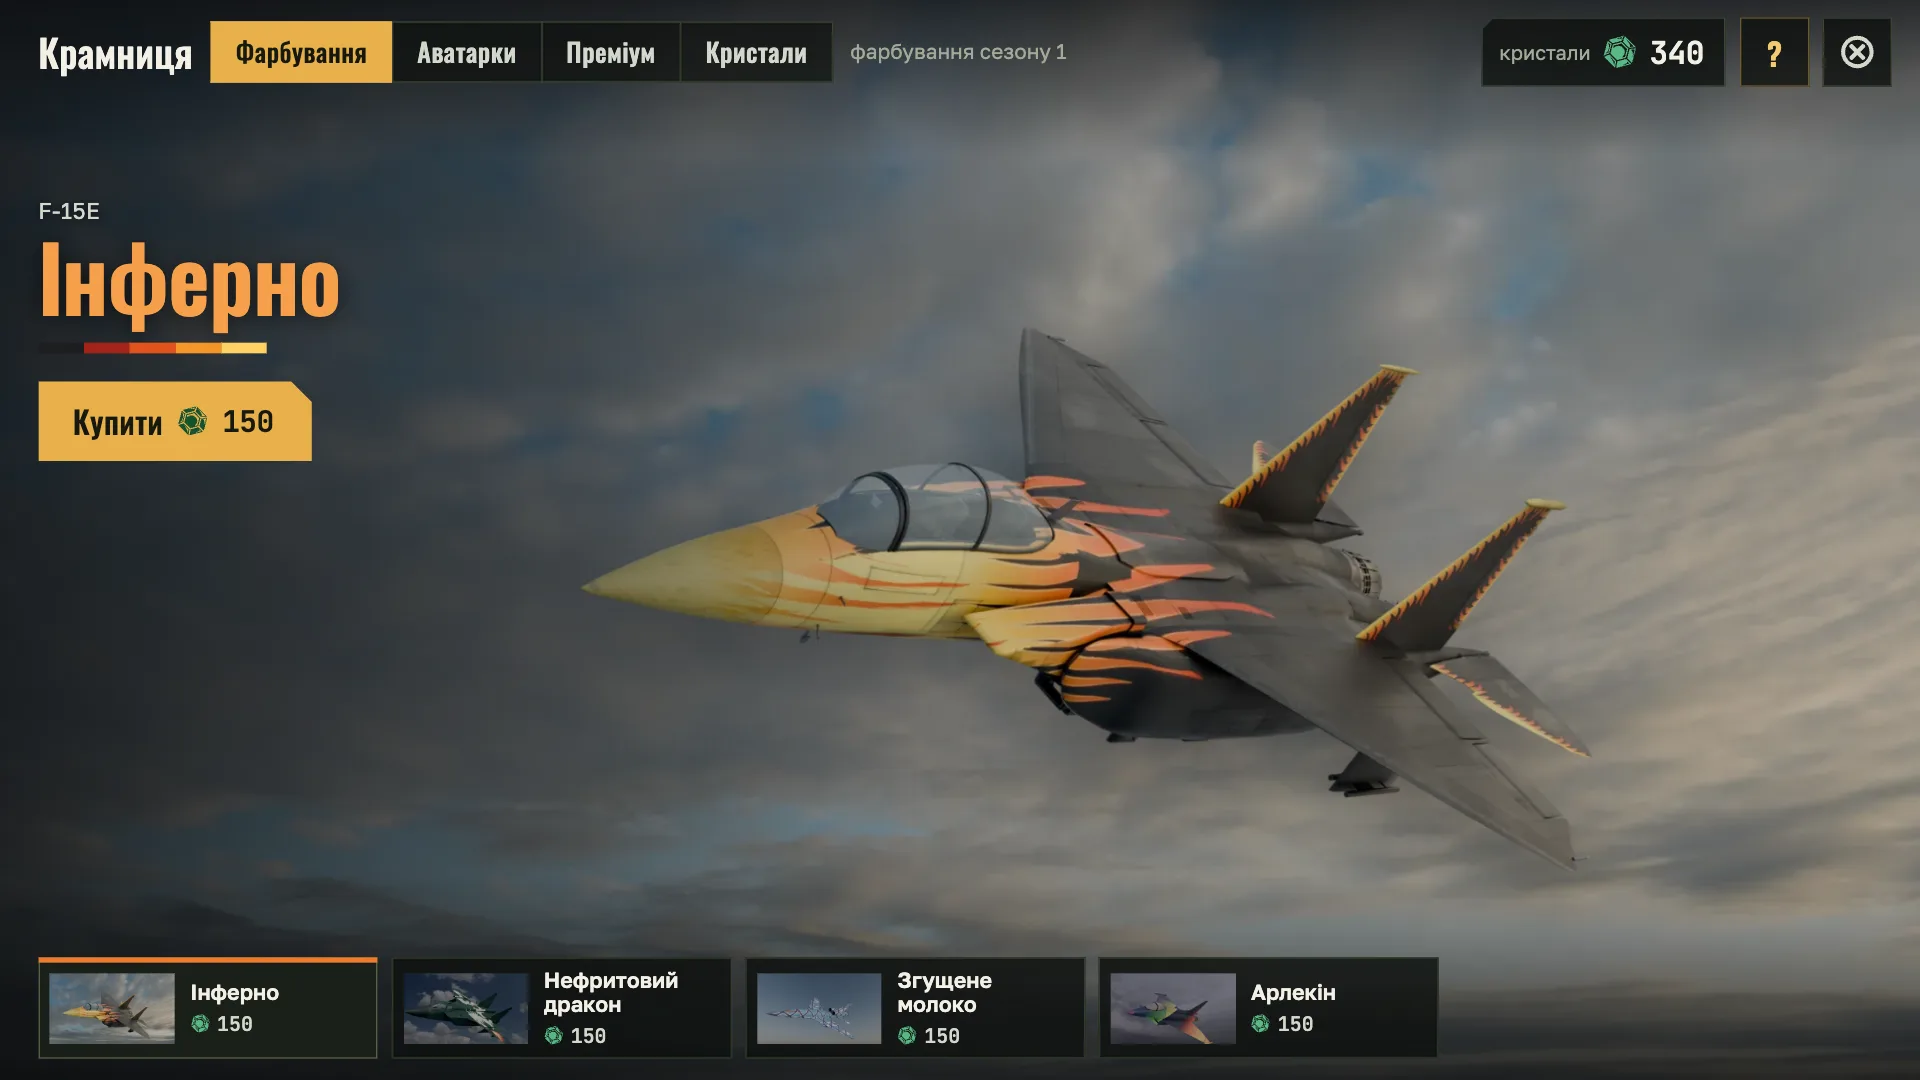 Крамниця
Фарбування
Аватарки
Преміум
Кристали
фарбування сезону 1
кристали 340
?
F-15E
Інферно
Купити 150
Інферно
150
Нефритовий
дракон
150
Згущене
молоко
150
Арлекін
150